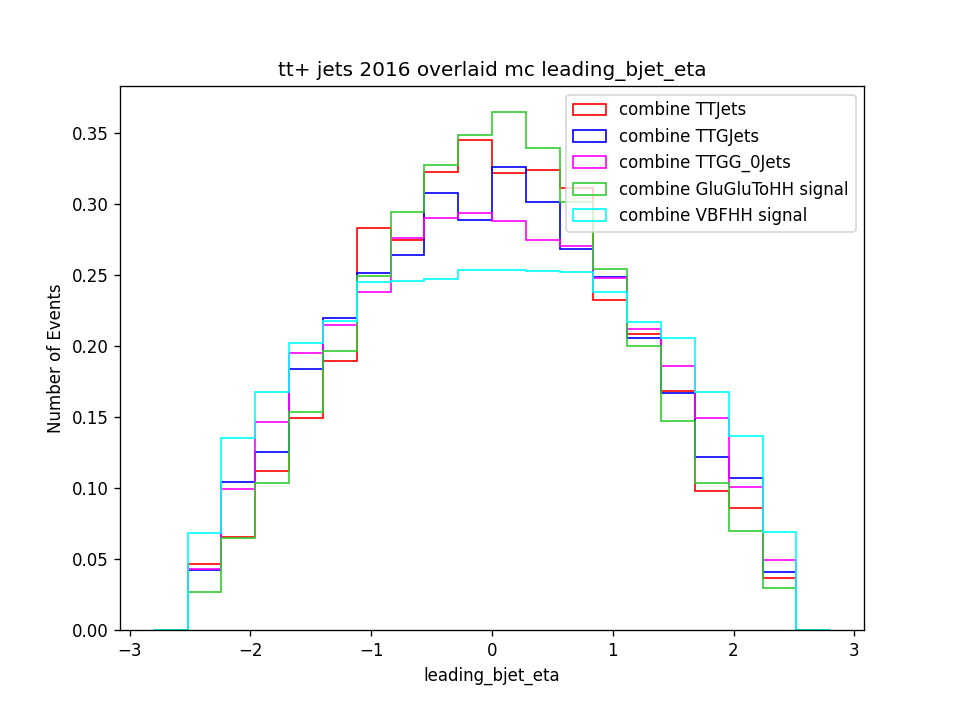 tt+ jets 2016 overlaid mc leading_bjet_eta
combine TTJets
combine TTGJets
combine TTGG_0Jets
combine GluGluToHH signal
combine VBFHH signal
Number of Events
0.35
0.30
0.25
0.20
0.15
0.10
0.05
0.00
−3 −2 −1 0 1 2 3
leading_bjet_eta